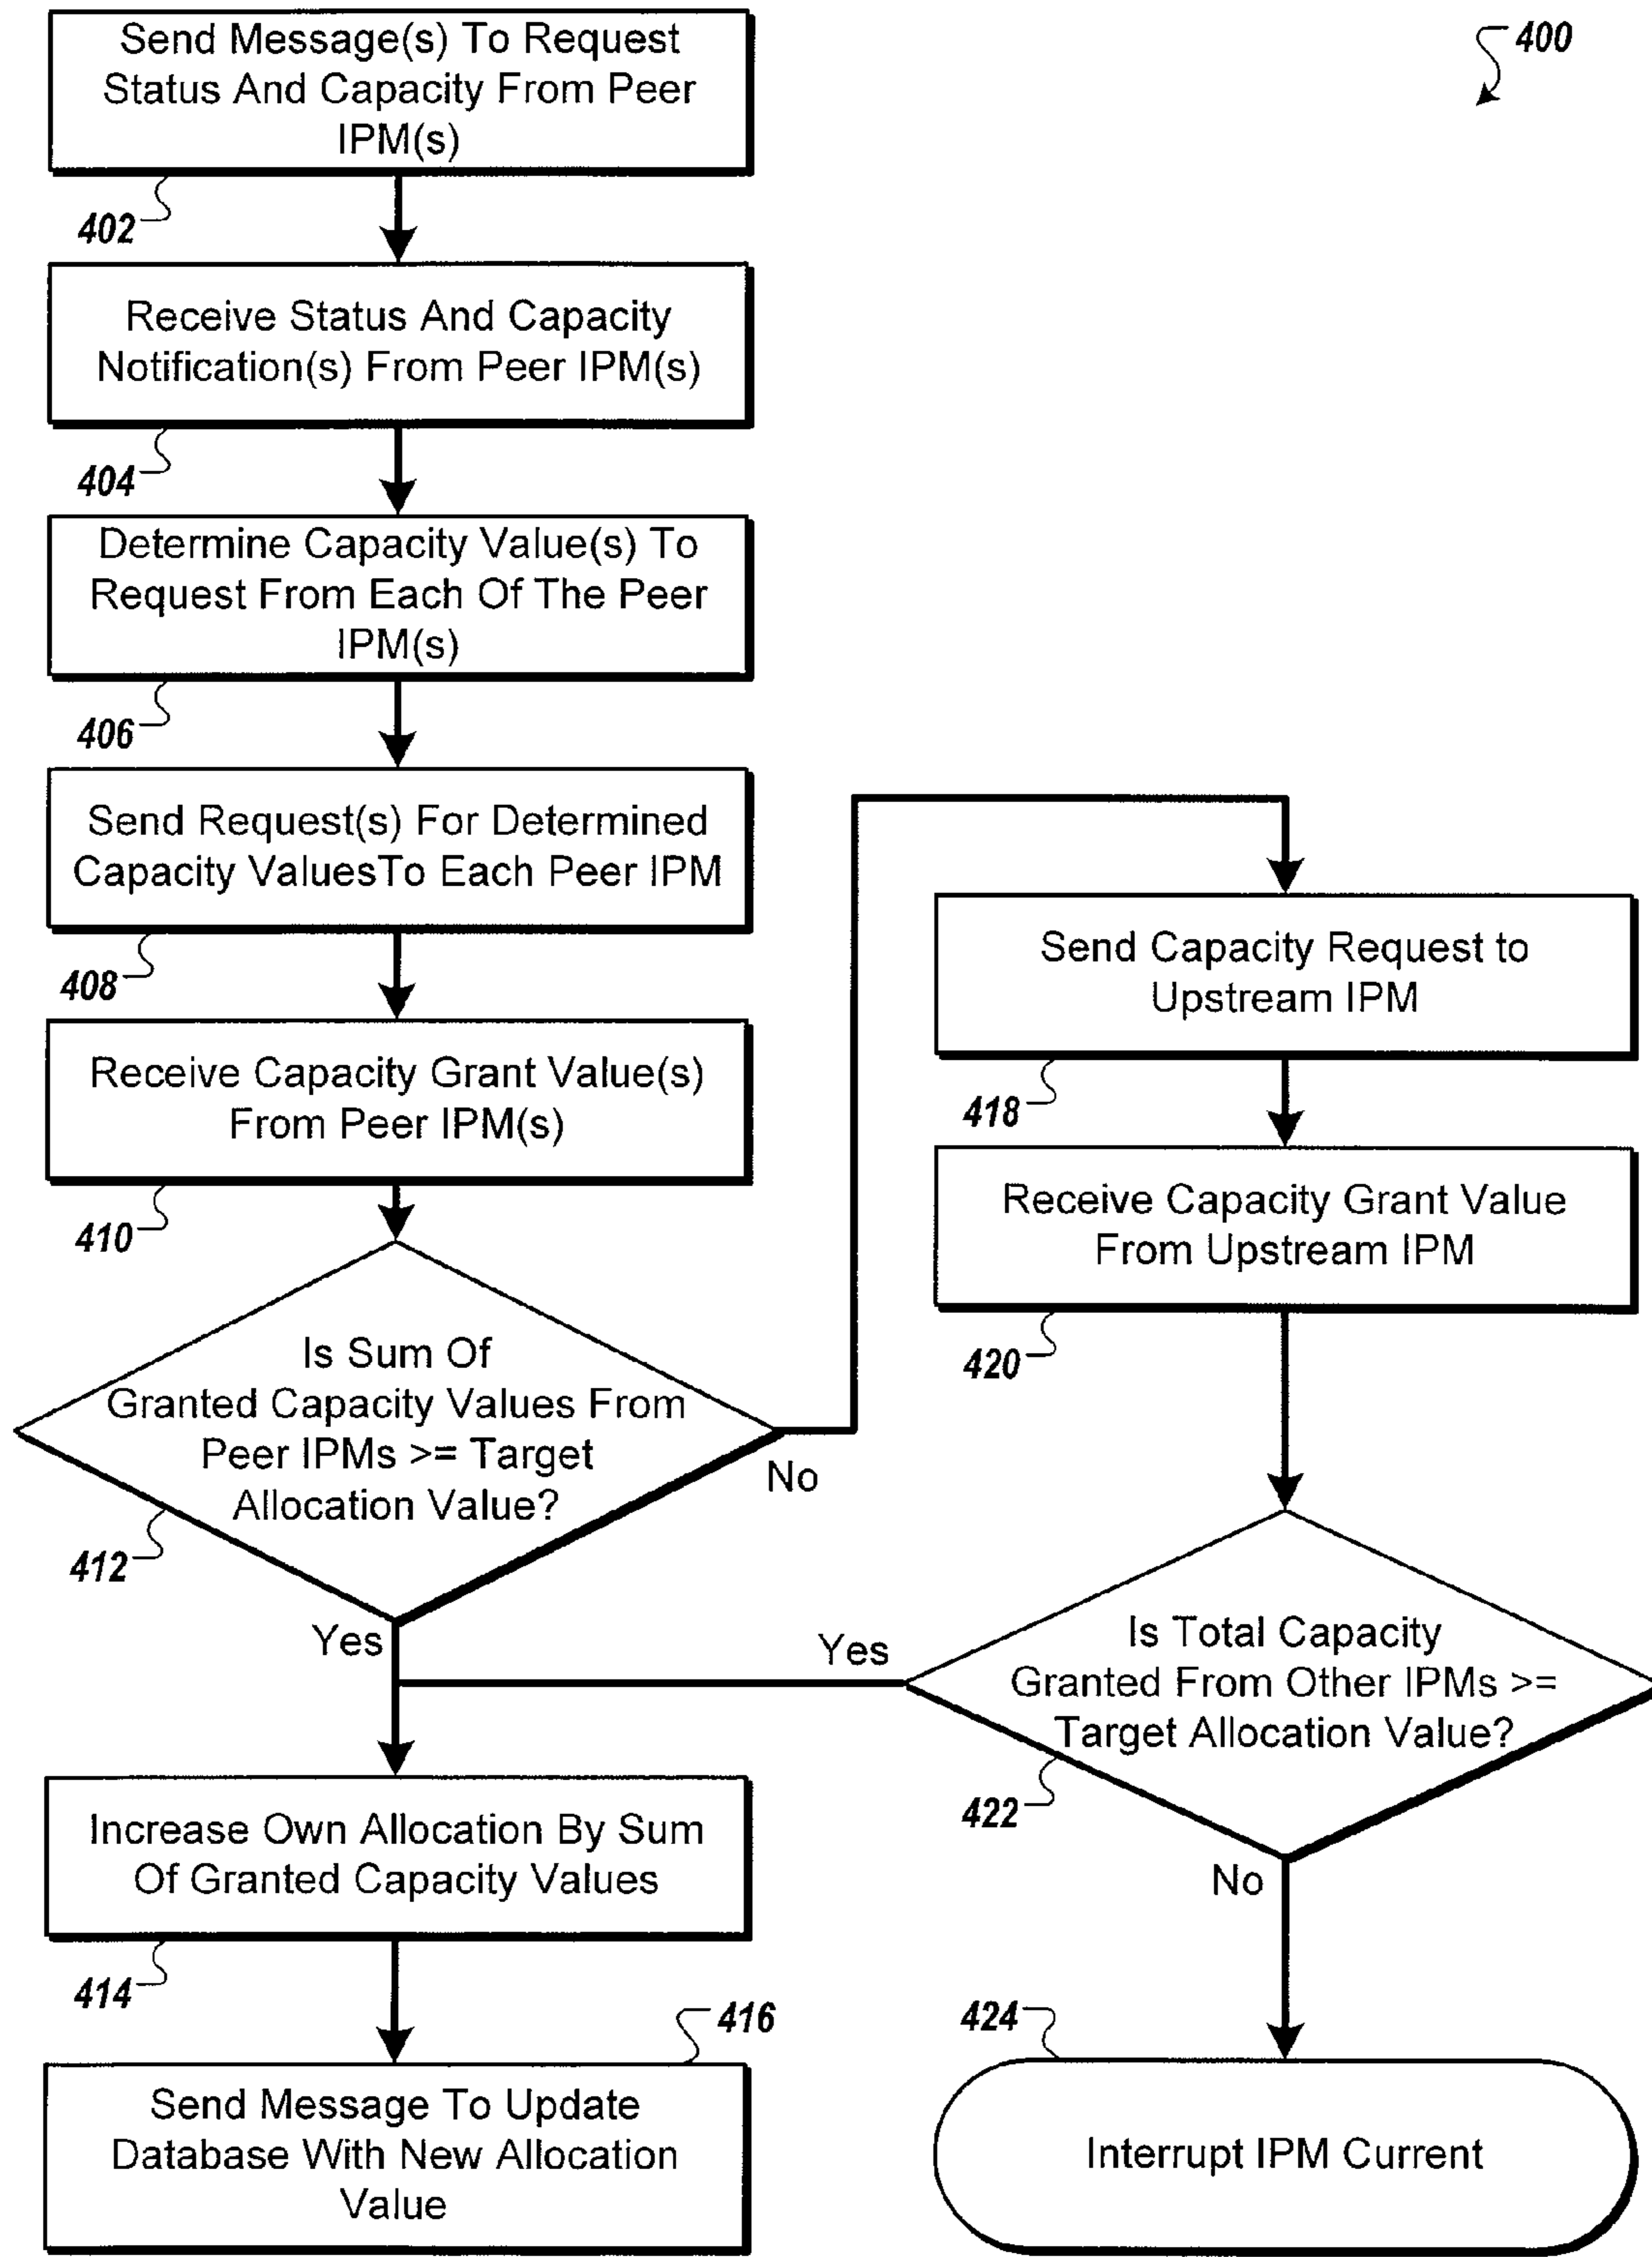 Send Message(s) To Request
Status And Capacity From Peer
IPM(s)
400
402
Receive Status And Capacity
Notification(s) From Peer IPM(s)
404
Determine Capacity Value(s) To
Request From Each Of The Peer
IPM(s)
406
Send Request(s) For Determined
Capacity ValuesTo Each Peer IPM
408
Receive Capacity Grant Value(s)
From Peer IPM(s)
410
Is Sum Of
Granted Capacity Values From
Peer IPMs >= Target
Allocation Value?
412
No
Yes
Send Capacity Request to
Upstream IPM
418
Receive Capacity Grant Value
From Upstream IPM
420
Is Total Capacity
Granted From Other IPMs >=
Target Allocation Value?
422
Yes
No
Increase Own Allocation By Sum
Of Granted Capacity Values
414
416
Send Message To Update
Database With New Allocation
Value
424
Interrupt IPM Current